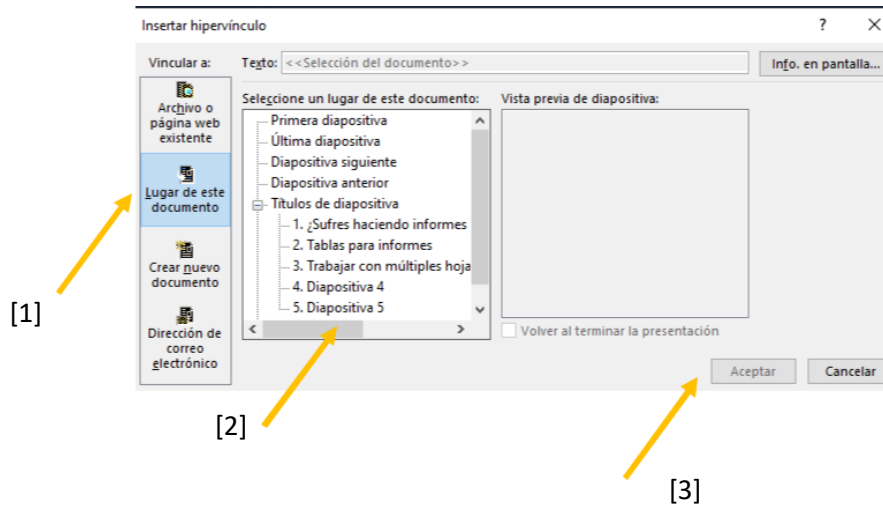 Insertar hipervínculo ? ×
Vincular a:
Texto: <<Selección del documento>>
Info. en pantalla...
Archivo o
página web
existente
Lugar de este
documento
Crear nuevo
documento
Dirección de
correo
electrónico
Seleccione un lugar de este documento:
Primera diapositiva
Última diapositiva
Diapositiva siguiente
Diapositiva anterior
Títulos de diapositiva
1. ¿Sufres haciendo informes
2. Tablas para informes
3. Trabajar con múltiples hoja
4. Diapositiva 4
5. Diapositiva 5
Vista previa de diapositiva:
Volver al terminar la presentación
Aceptar
Cancelar
[1]
[2]
[3]